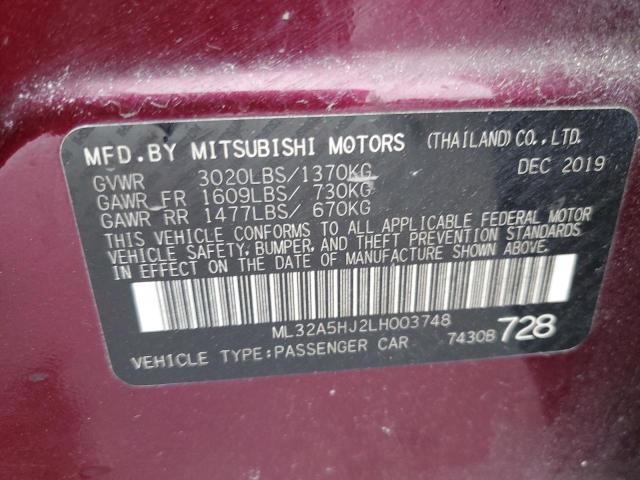 MFD.BY MITSUBISHI MOTORS (THAILAND) CO., LTD.
GVWR 3020LBS/1370KG DEC 2019
GAWR FR 1609LBS/ 730KG
GAWR RR 1477LBS/ 670KG
THIS VEHICLE CONFORMS TO ALL APPLICABLE FEDERAL MOTOR
VEHICLE SAFETY, BUMPER, AND THEFT PREVENTION STANDARDS
IN EFFECT ON THE DATE OF MANUFACTURE SHOWN ABOVE.
ML32A5HJ2LH003748
VEHICLE TYPE:PASSENGER CAR 7430B 728